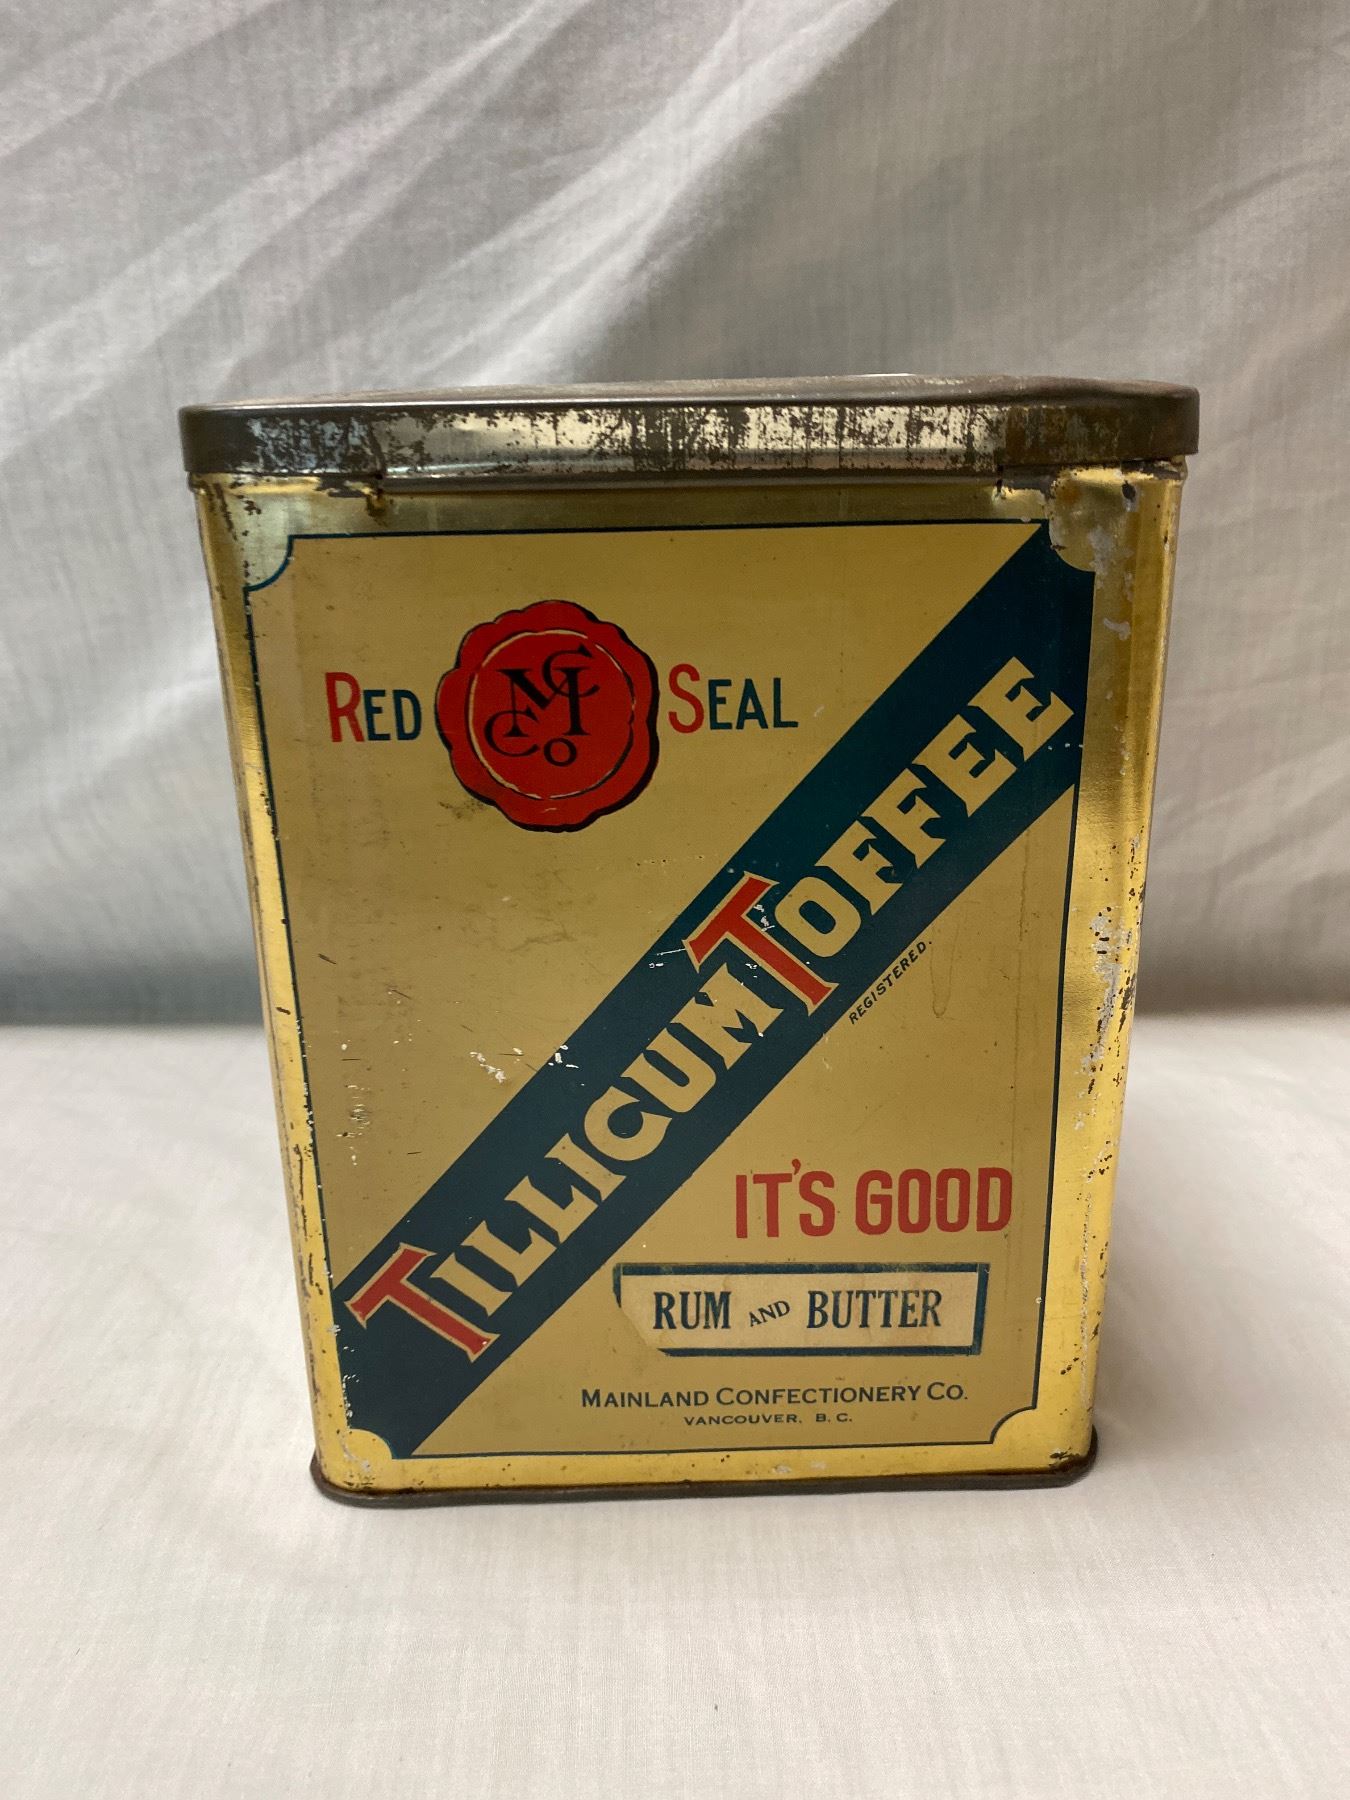 RED MCCo SEAL
TILLICUM TOFFEE
REGISTERED.
IT'S GOOD
RUM AND BUTTER
MAINLAND CONFECTIONERY CO.
VANCOUVER, B.C.